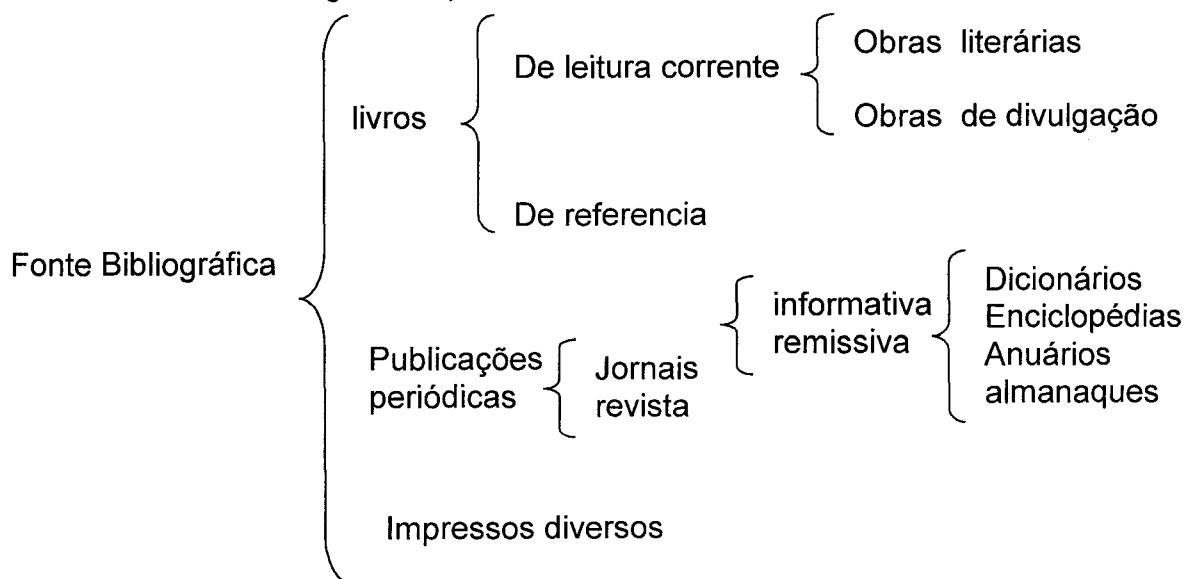 Fonte Bibliográfica
livros
De leitura corrente
Obras literárias
Obras de divulgação
De referencia
Publicações
periódicas
Jornais
revista
informativa
remissiva
Dicionários
Enciclopédias
Anuários
almanaques
Impressos diversos